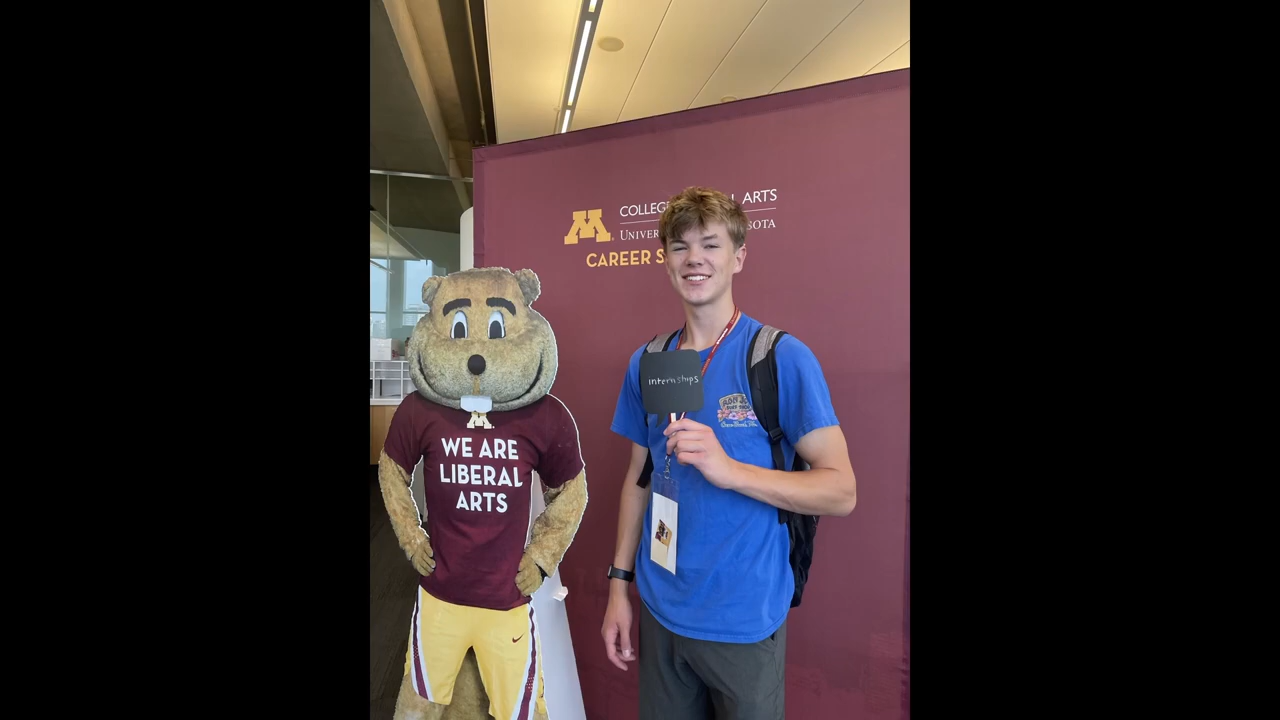 COLLEGE ARTS
UNIVER SOTA
CAREER S
M
WE ARE
LIBERAL
ARTS
internships